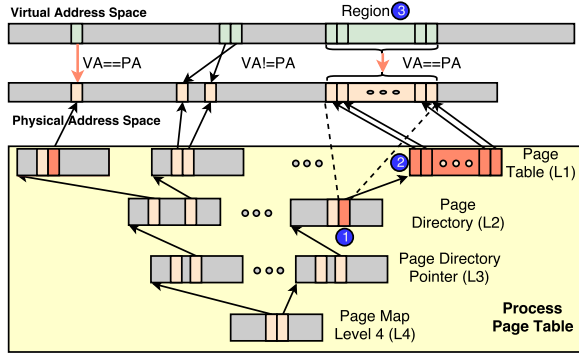 Virtual Address Space
Region 3
VA==PA
VA!=PA
VA==PA
Physical Address Space
2
Page
Table (L1)
Page
Directory (L2)
1
Page Directory
Pointer (L3)
Page Map
Level 4 (L4)
Process
Page Table